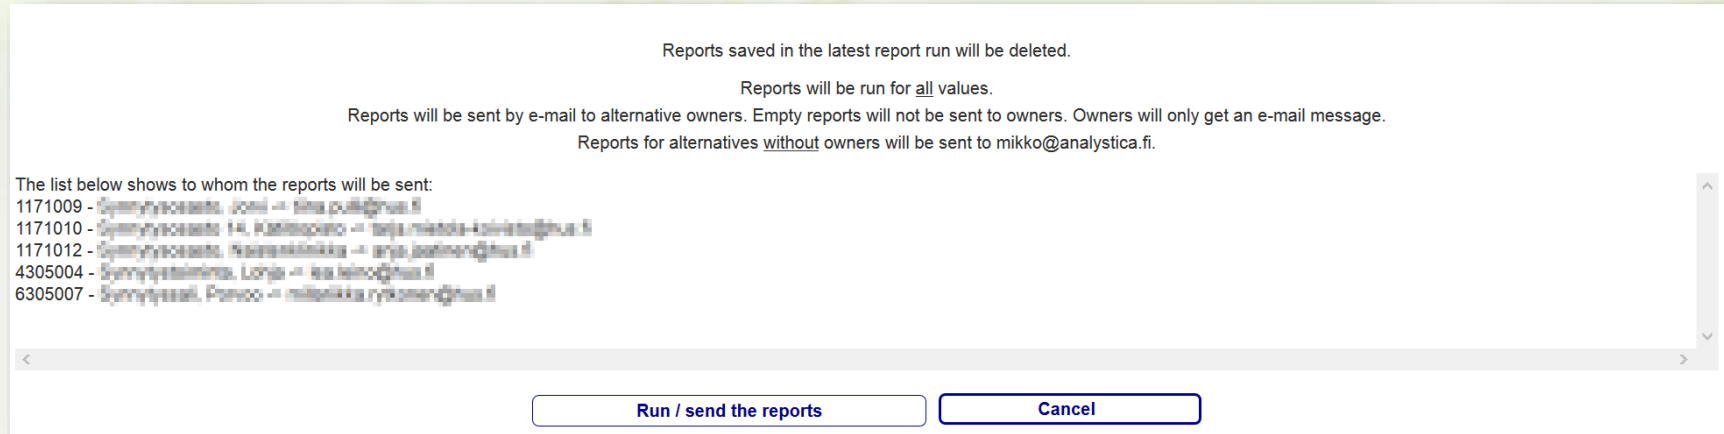 Reports saved in the latest report run will be deleted.
Reports will be run for all values.
Reports will be sent by e-mail to alternative owners. Empty reports will not be sent to owners. Owners will only get an e-mail message.
Reports for alternatives without owners will be sent to mikko@analystica.fi.
The list below shows to whom the reports will be sent:
1171009 -
1171010 -
1171012 -
4305004 -
6305007 -
Run / send the reports
Cancel